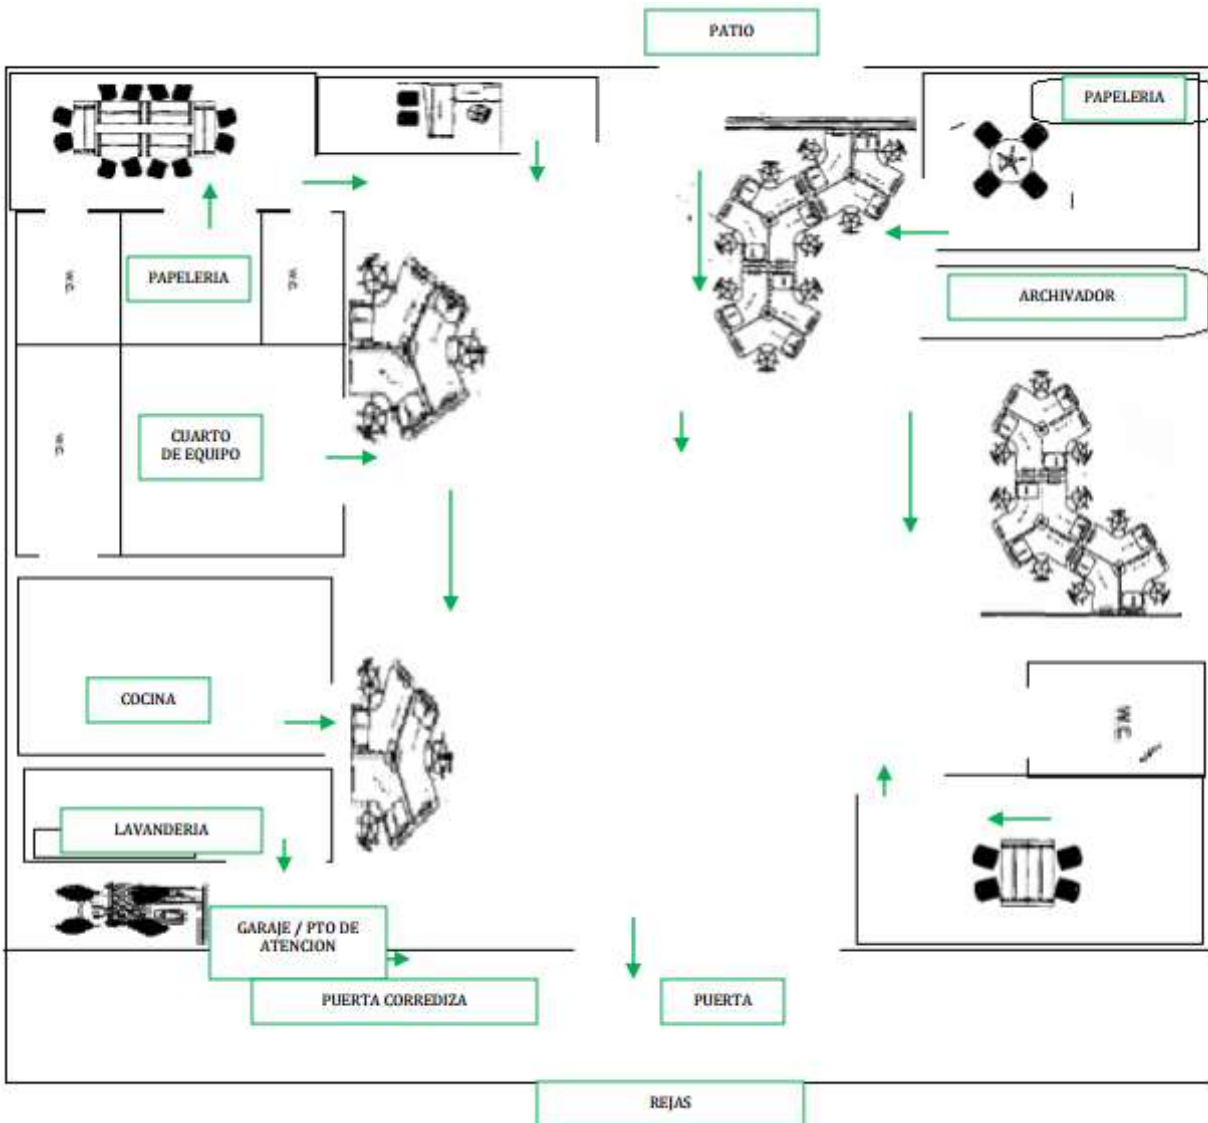 PATIO
PAPELERIA
PAPELERIA
W.C.
W.C.
ARCHIVADOR
CUARTO
DE EQUIPO
W.C.
COCINA
W.C.
LAVANDERIA
GARAJE / PTO DE
ATENCION
PUERTA CORREDIZA
PUERTA
REJAS